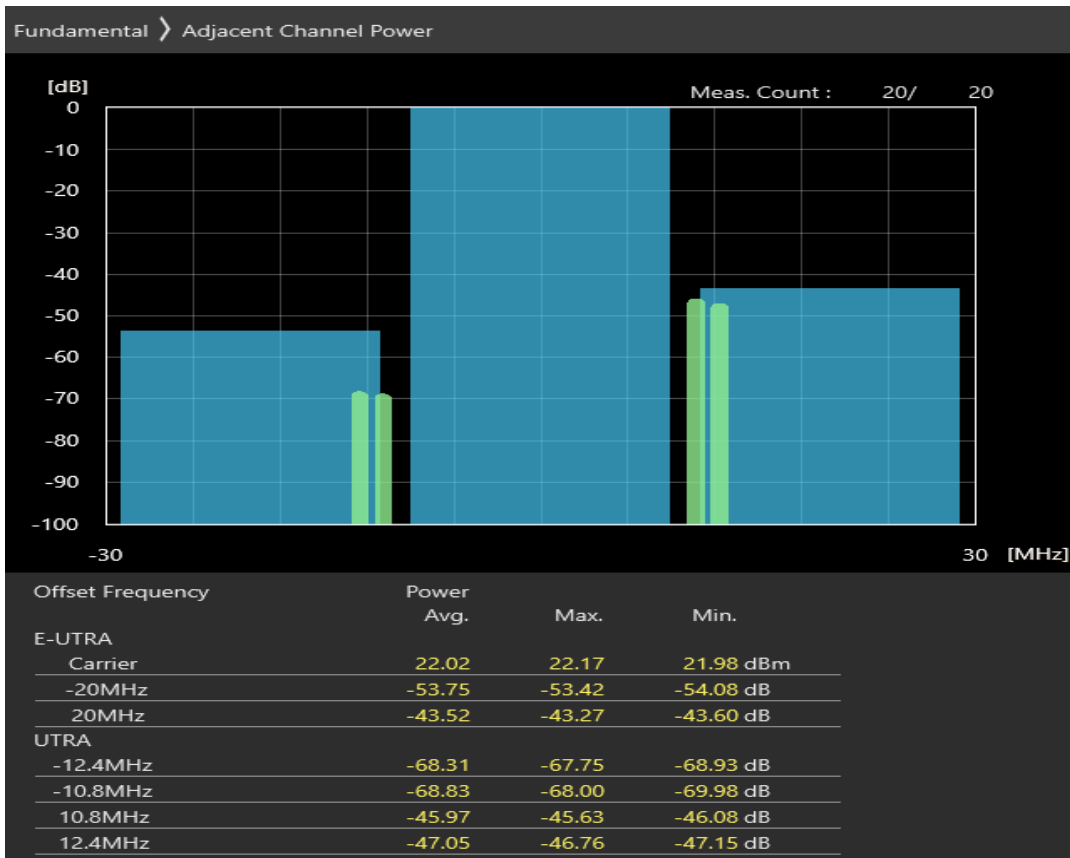 Fundamental 〉 Adjacent Channel Power
[dB]
Meas. Count : 20/ 20
0
-10
-20
-30
-40
-50
-60
-70
-80
-90
-100
-30 30 [MHz]
Offset Frequency Power
Avg. Max. Min.
E-UTRA
Carrier 22.02 22.17 21.98 dBm
-20MHz -53.75 -53.42 -54.08 dB
20MHz -43.52 -43.27 -43.60 dB
UTRA
-12.4MHz -68.31 -67.75 -68.93 dB
-10.8MHz -68.83 -68.00 -69.98 dB
10.8MHz -45.97 -45.63 -46.08 dB
12.4MHz -47.05 -46.76 -47.15 dB